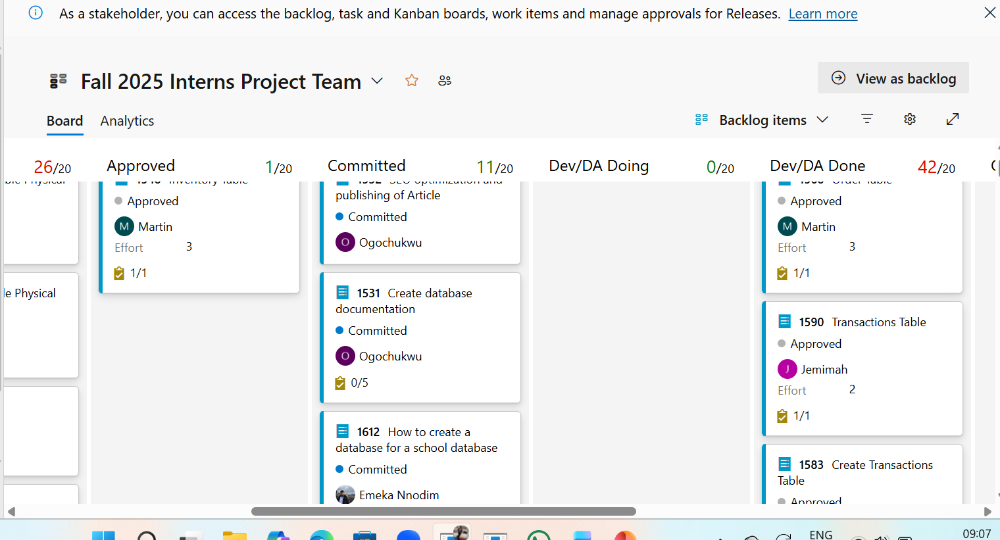 As a stakeholder, you can access the backlog, task and Kanban boards, work items and manage approvals for Releases. Learn more
Fall 2025 Interns Project Team
View as backlog
Board Analytics
Backlog items
26/20
Approved 1/20
Committed 11/20
Dev/DA Doing 0/20
Dev/DA Done 42/20
Physical
le Physical
Inventory Table
Approved
M Martin
Effort 3
1/1
1532 SEO optimization and
publishing of Article
Committed
O Ogochukwu
1531 Create database
documentation
Committed
O Ogochukwu
0/5
1612 How to create a
database for a school database
Committed
Emeka Nnodim
Order Table
Approved
M Martin
Effort 3
1/1
1590 Transactions Table
Approved
J Jemimah
Effort 2
1/1
1583 Create Transactions
Table
Approved
ENG
09:07